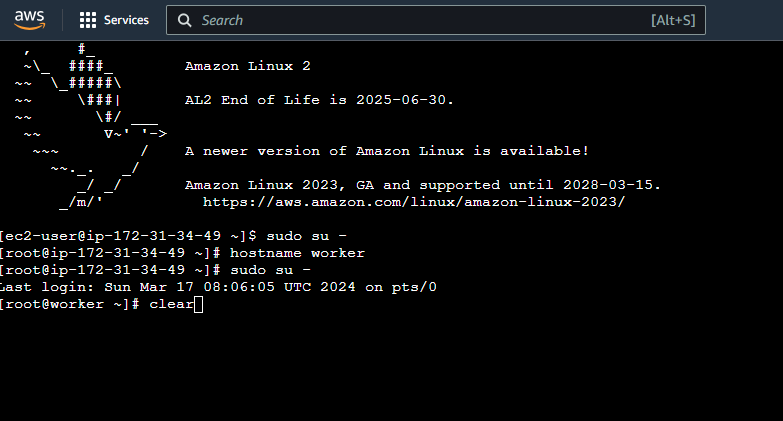 aws
Services
Search
[Alt+S]
   ,     #_
   ~\_  ####_        Amazon Linux 2
  ~~  \_#####\
  ~~     \###|       AL2 End of Life is 2025-06-30.
  ~~       \#/ ___
   ~~       V~' '->
    ~~~         /    A newer version of Amazon Linux is available!
      ~~._.   _/
         _/ _/       Amazon Linux 2023, GA and supported until 2028-03-15.
       _/m/'           https://aws.amazon.com/linux/amazon-linux-2023/
[ec2-user@ip-172-31-34-49 ~]$ sudo su -
[root@ip-172-31-34-49 ~]# hostname worker
[root@ip-172-31-34-49 ~]# sudo su -
Last login: Sun Mar 17 08:06:05 UTC 2024 on pts/0
[root@worker ~]# clear